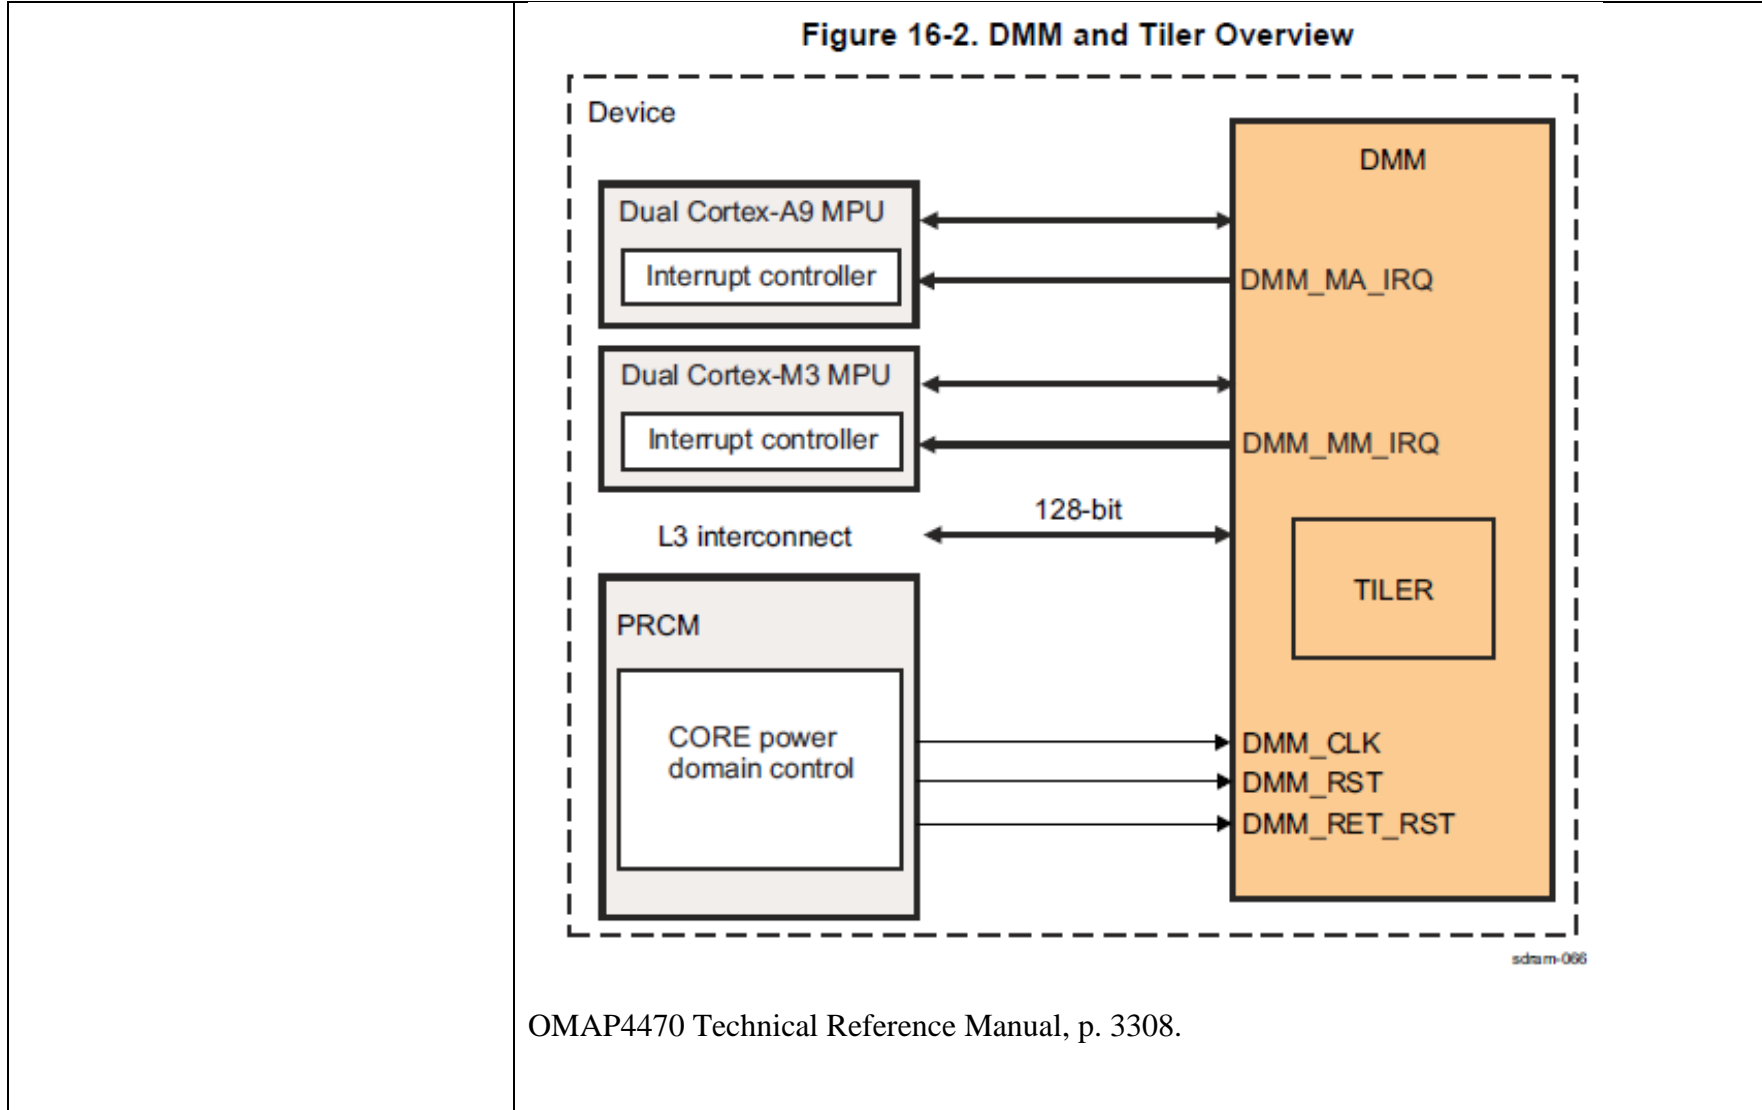 Figure 16-2. DMM and Tiler Overview
Device
DMM
Dual Cortex-A9 MPU
Interrupt controller
DMM_MA_IRQ
Dual Cortex-M3 MPU
Interrupt controller
DMM_MM_IRQ
128-bit
L3 interconnect
TILER
PRCM
CORE power
domain control
DMM_CLK
DMM_RST
DMM_RET_RST
sdram-066
OMAP4470 Technical Reference Manual, p. 3308.